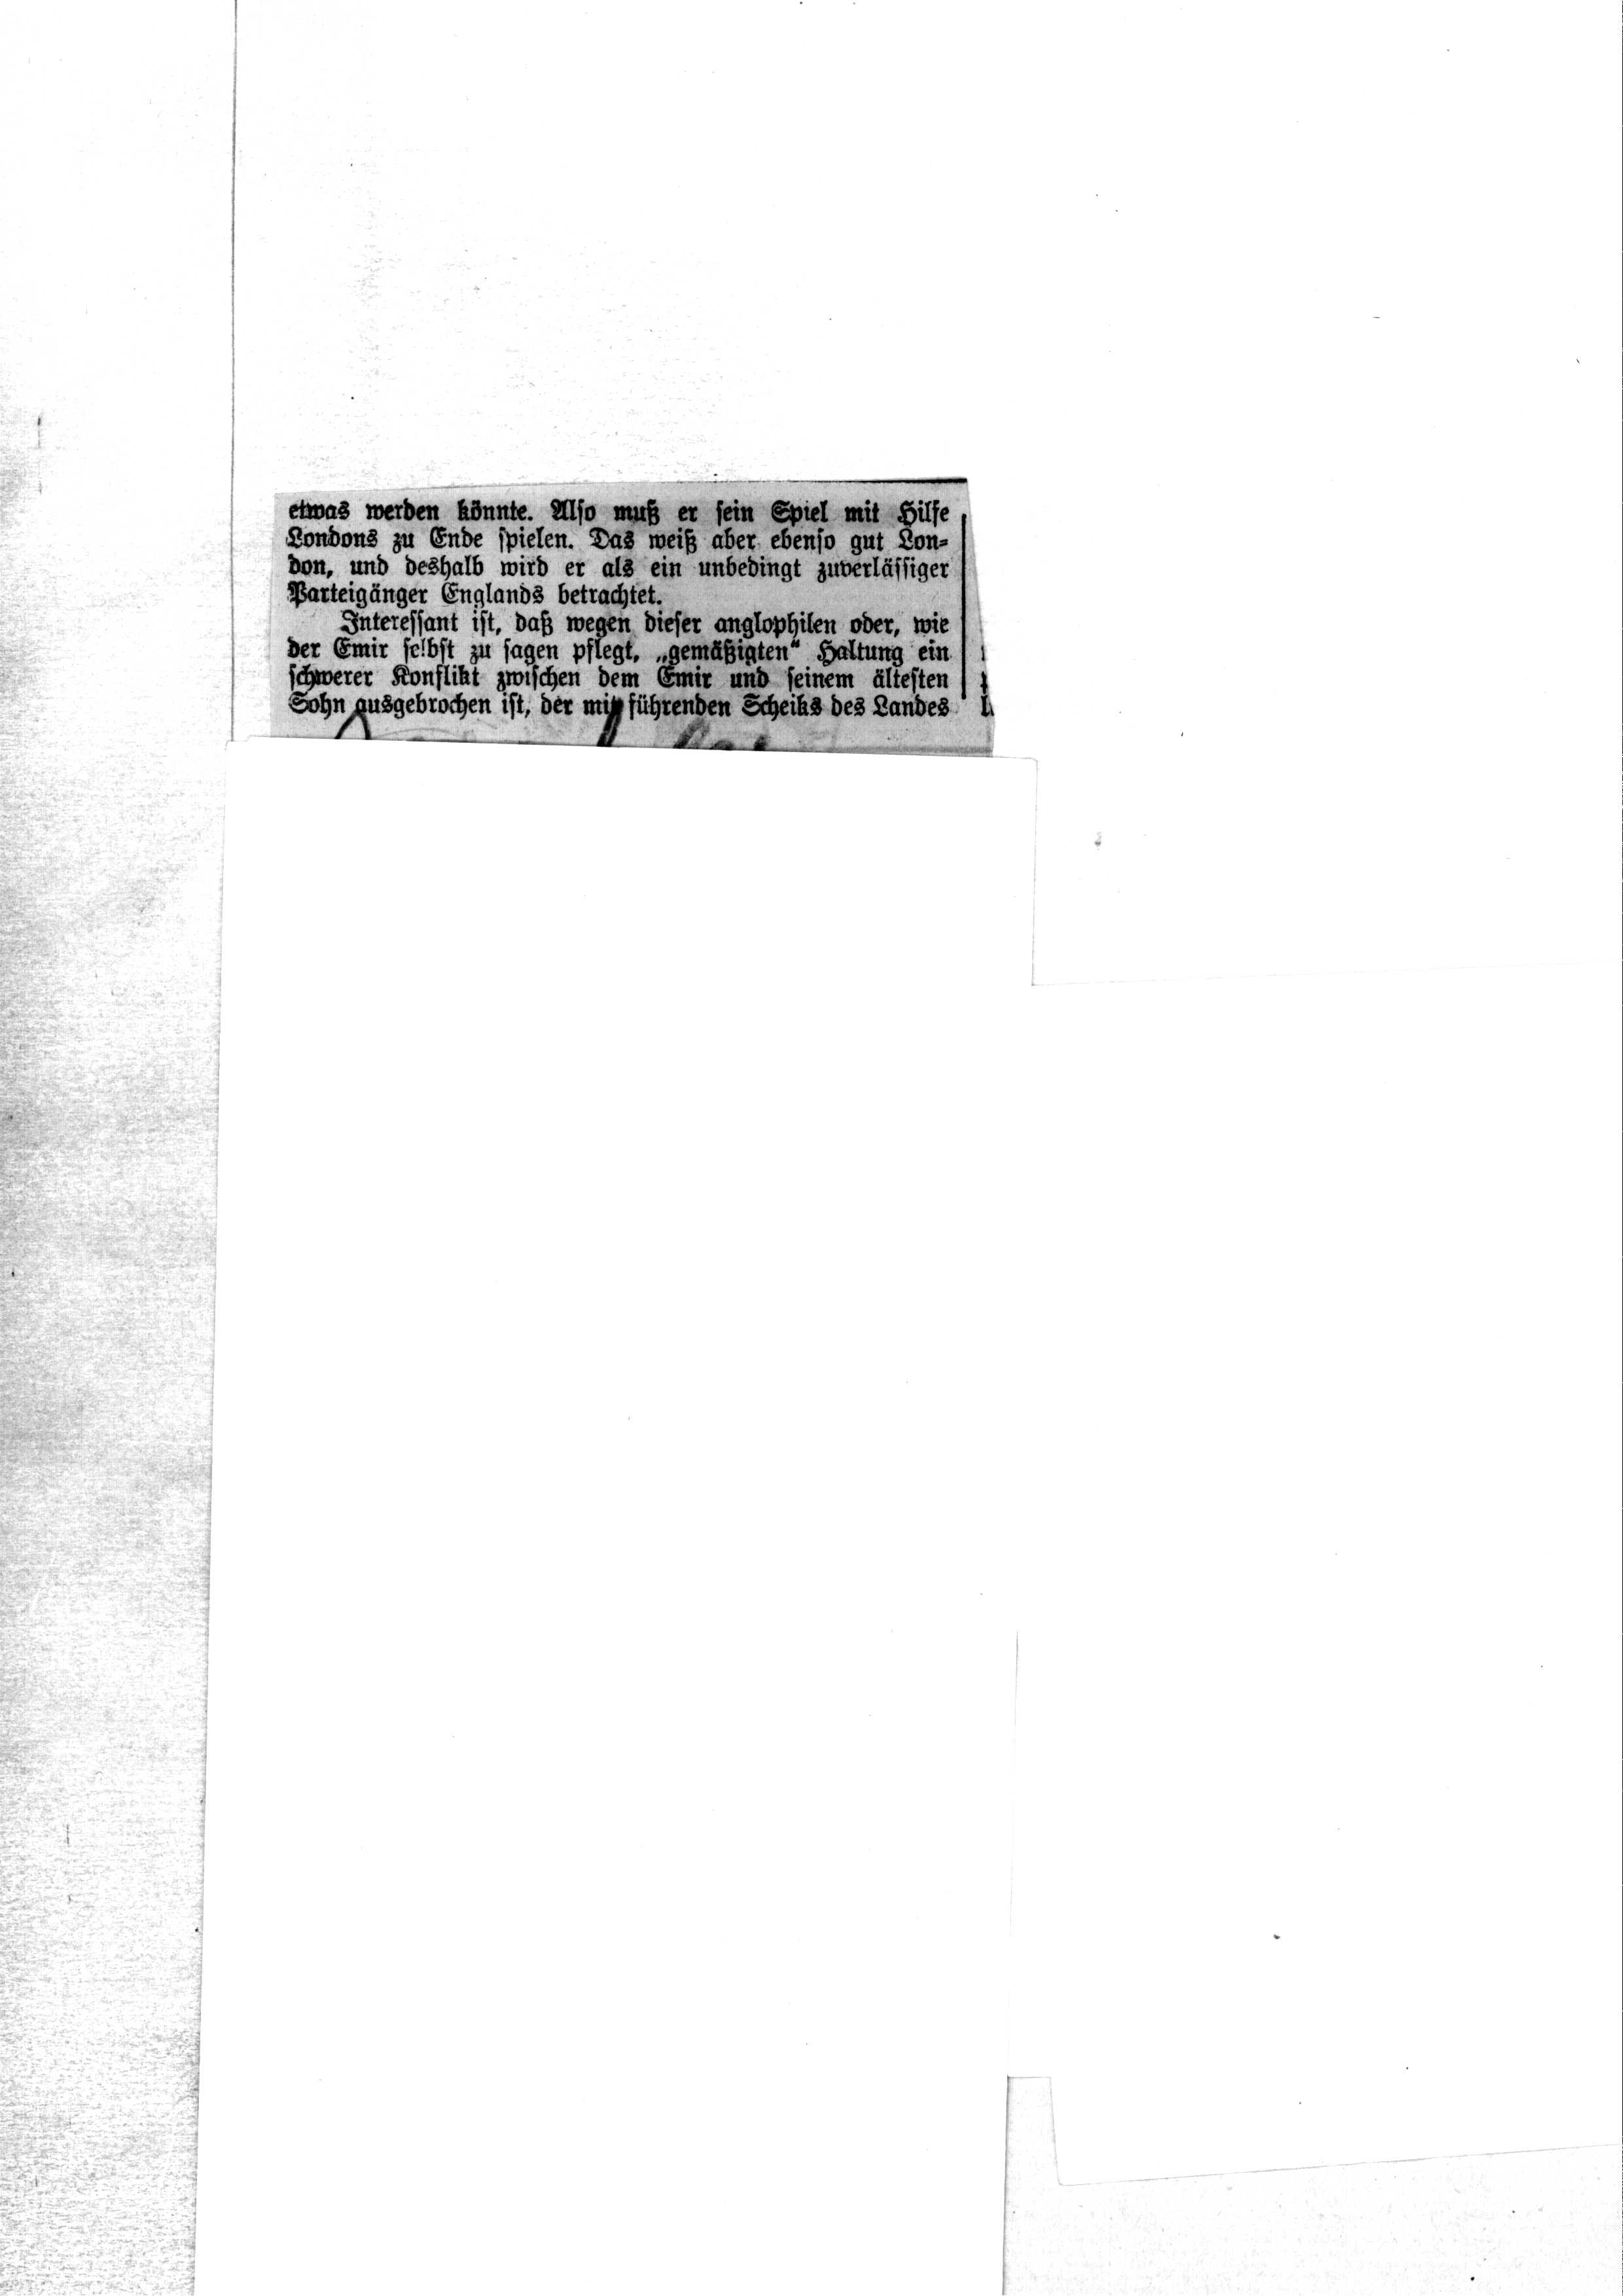 etwas werden könnte. Also muß er sein Spiel mit Hilfe
Londons zu Ende spielen. Das weiß aber ebenso gut Lon-
don, und deshalb wird er als ein unbedingt zuverlässiger
Parteigänger Englands betrachtet.
Interessant ist, daß wegen dieser anglophilen oder, wie
der Emir selbst zu sagen pflegt, „gemäßigten“ Haltung ein
schwerer Konflikt zwischen dem Emir und seinem ältesten
Sohn ausgebrochen ist, der mit führenden Scheiks des Landes